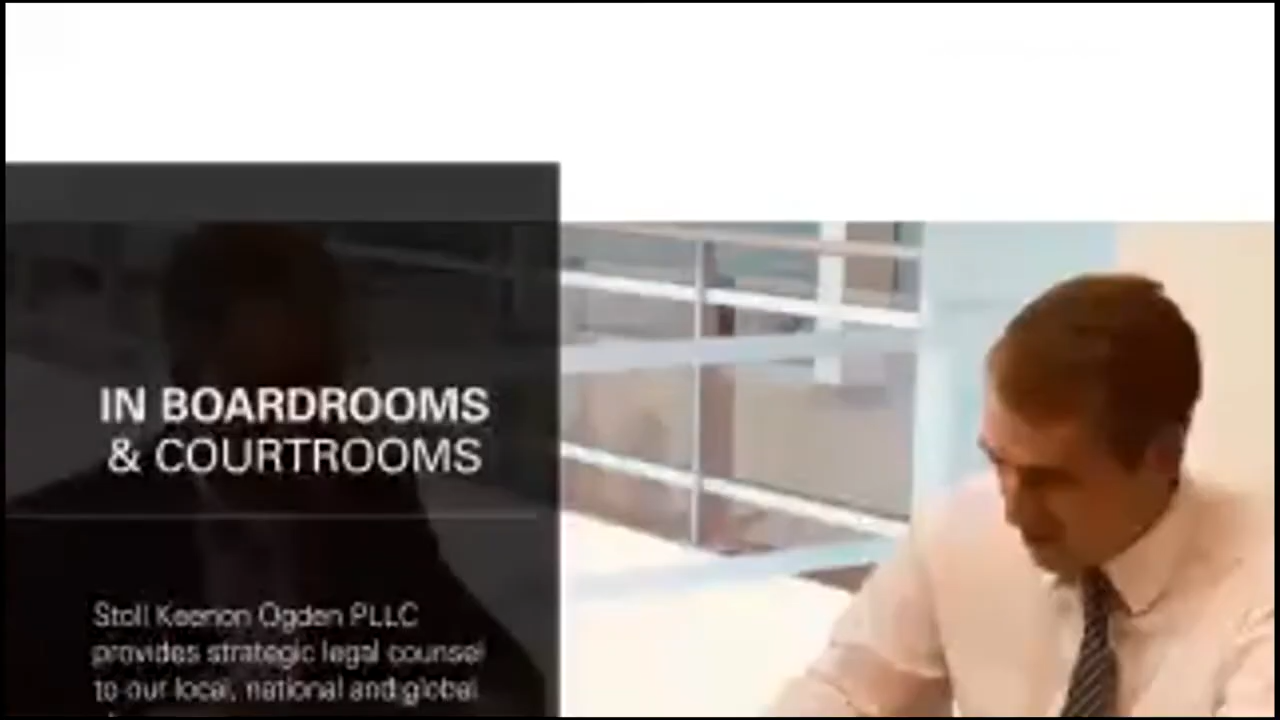 IN BOARDROOMS
& COURTROOMS
Stoll Keenon Ogden PLLC
provides strategic legal counsel
to our local, national and global